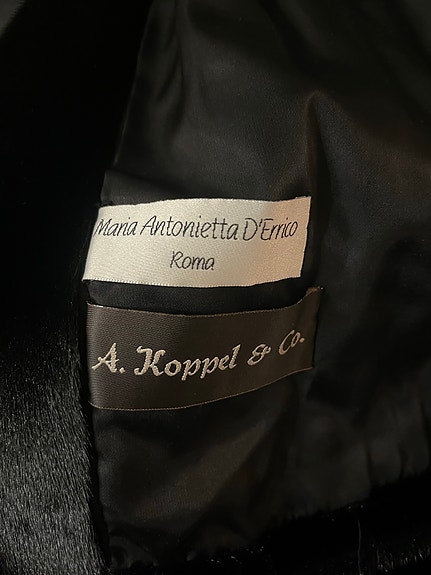 Maria Antonietta D'Errico
Roma
A. Koppel & Co.